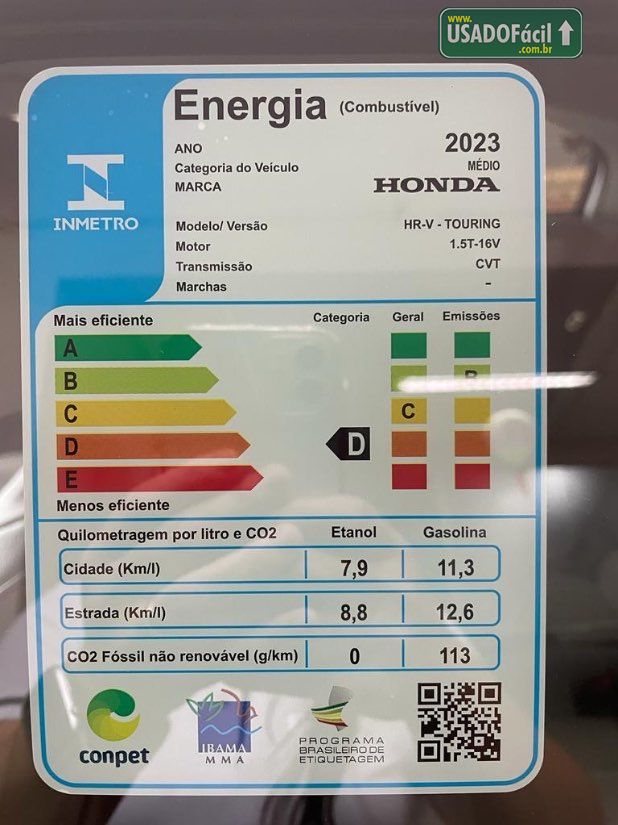 www.
USADOFácil
.com.br
Energia (Combustível)
ANO 2023
Categoria do Veículo MÉDIO
MARCA HONDA
INMETRO
Modelo/ Versão HR-V - TOURING
Motor 1.5T-16V
Transmissão CVT
Marchas -
Mais eficiente Categoria Geral Emissões
A
B B
C C
D D
E
Menos eficiente
Quilometragem por litro e CO2 Etanol Gasolina
Cidade (Km/l) 7,9 11,3
Estrada (Km/l) 8,8 12,6
CO2 Fóssil não renovável (g/km) 0 113
conpet
IBAMA
MMA
PROGRAMA
BRASILEIRO DE
ETIQUETAGEM